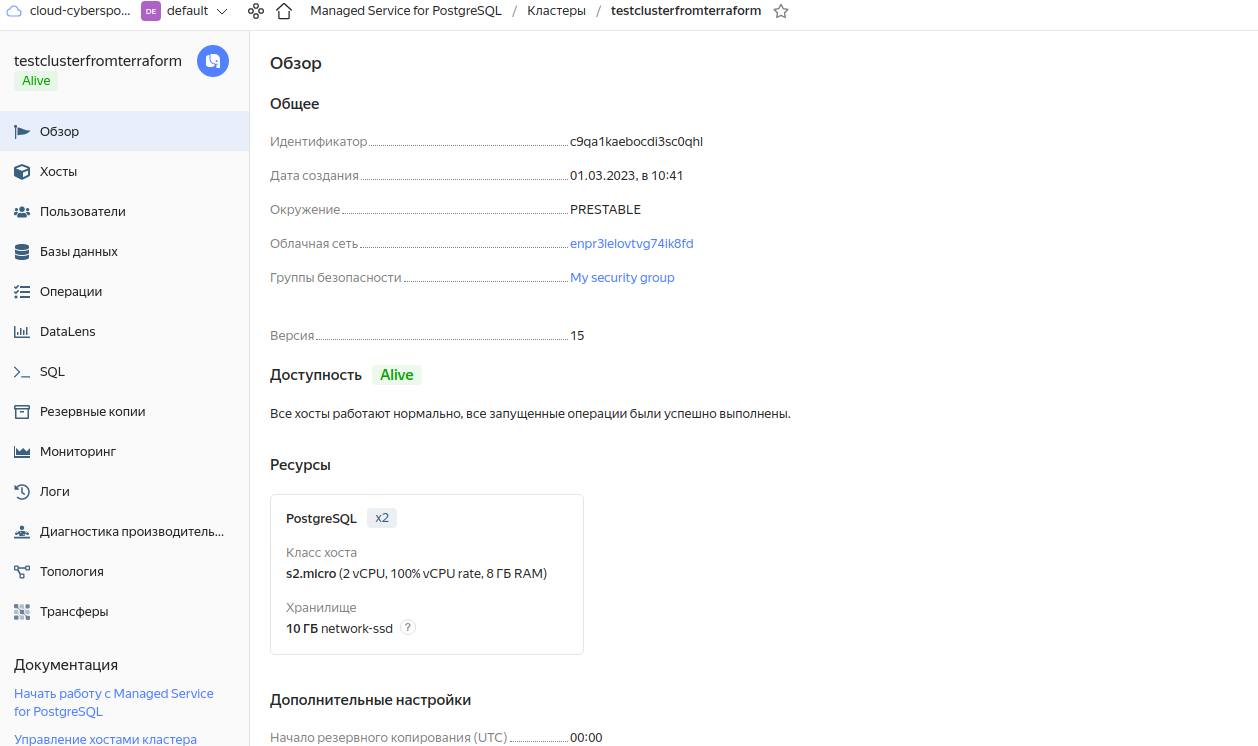 cloud-cyberspo... DE default Managed Service for PostgreSQL / Кластеры / testclusterfromterraform
testclusterfromterraform
Alive
Обзор
Хосты
Пользователи
Базы данных
Операции
DataLens
SQL
Резервные копии
Мониторинг
Логи
Диагностика производитель...
Топология
Трансферы
Документация
Начать работу с Managed Service
for PostgreSQL
Управление хостами кластера
Обзор
Общее
Идентификатор c9qa1kaebocdi3sc0qhl
Дата создания 01.03.2023, в 10:41
Окружение PRESTABLE
Облачная сеть enpr3lelovtvg74ik8fd
Группы безопасности My security group
Версия 15
Доступность Alive
Все хосты работают нормально, все запущенные операции были успешно выполнены.
Ресурсы
PostgreSQL x2
Класс хоста
s2.micro (2 vCPU, 100% vCPU rate, 8 ГБ RAM)
Хранилище
10 ГБ network-ssd ?
Дополнительные настройки
Начало резервного копирования (UTC) 00:00